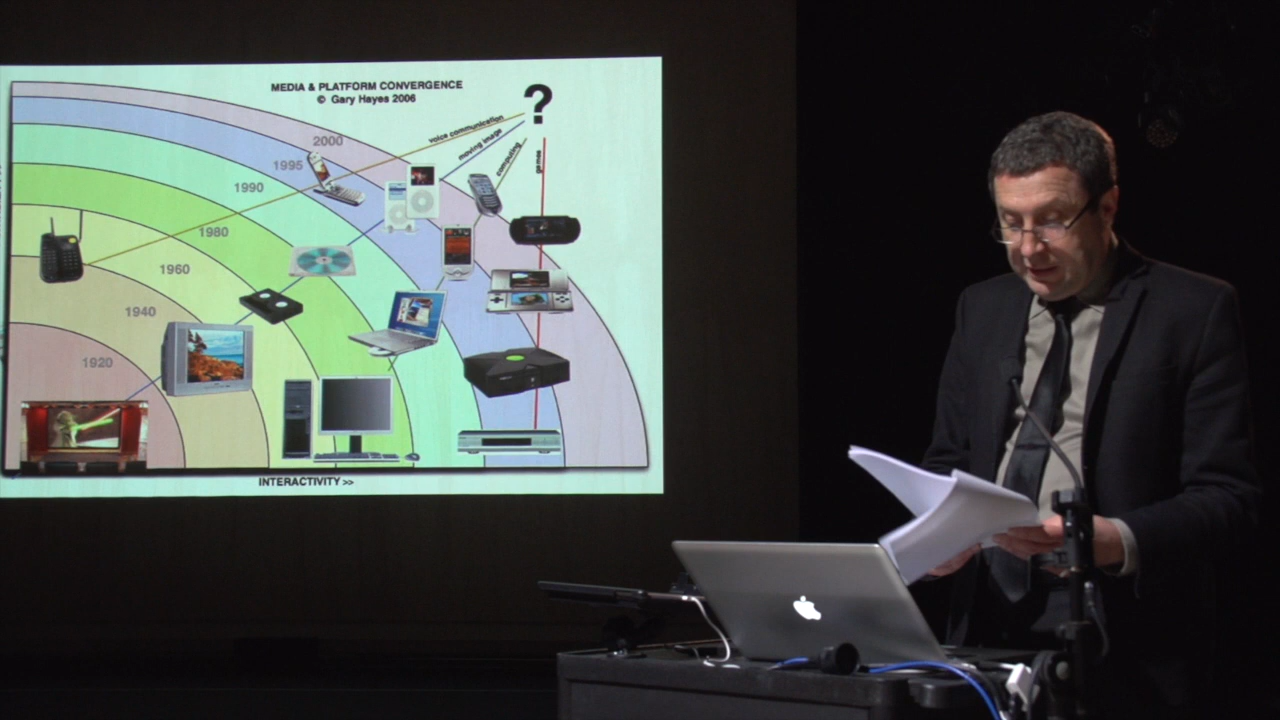 MEDIA & PLATFORM CONVERGENCE
© Gary Hayes 2006
?
voice communication
moving image
computing
games
2000
1995
1990
1980
1960
1940
1920
INTERACTIVITY >>